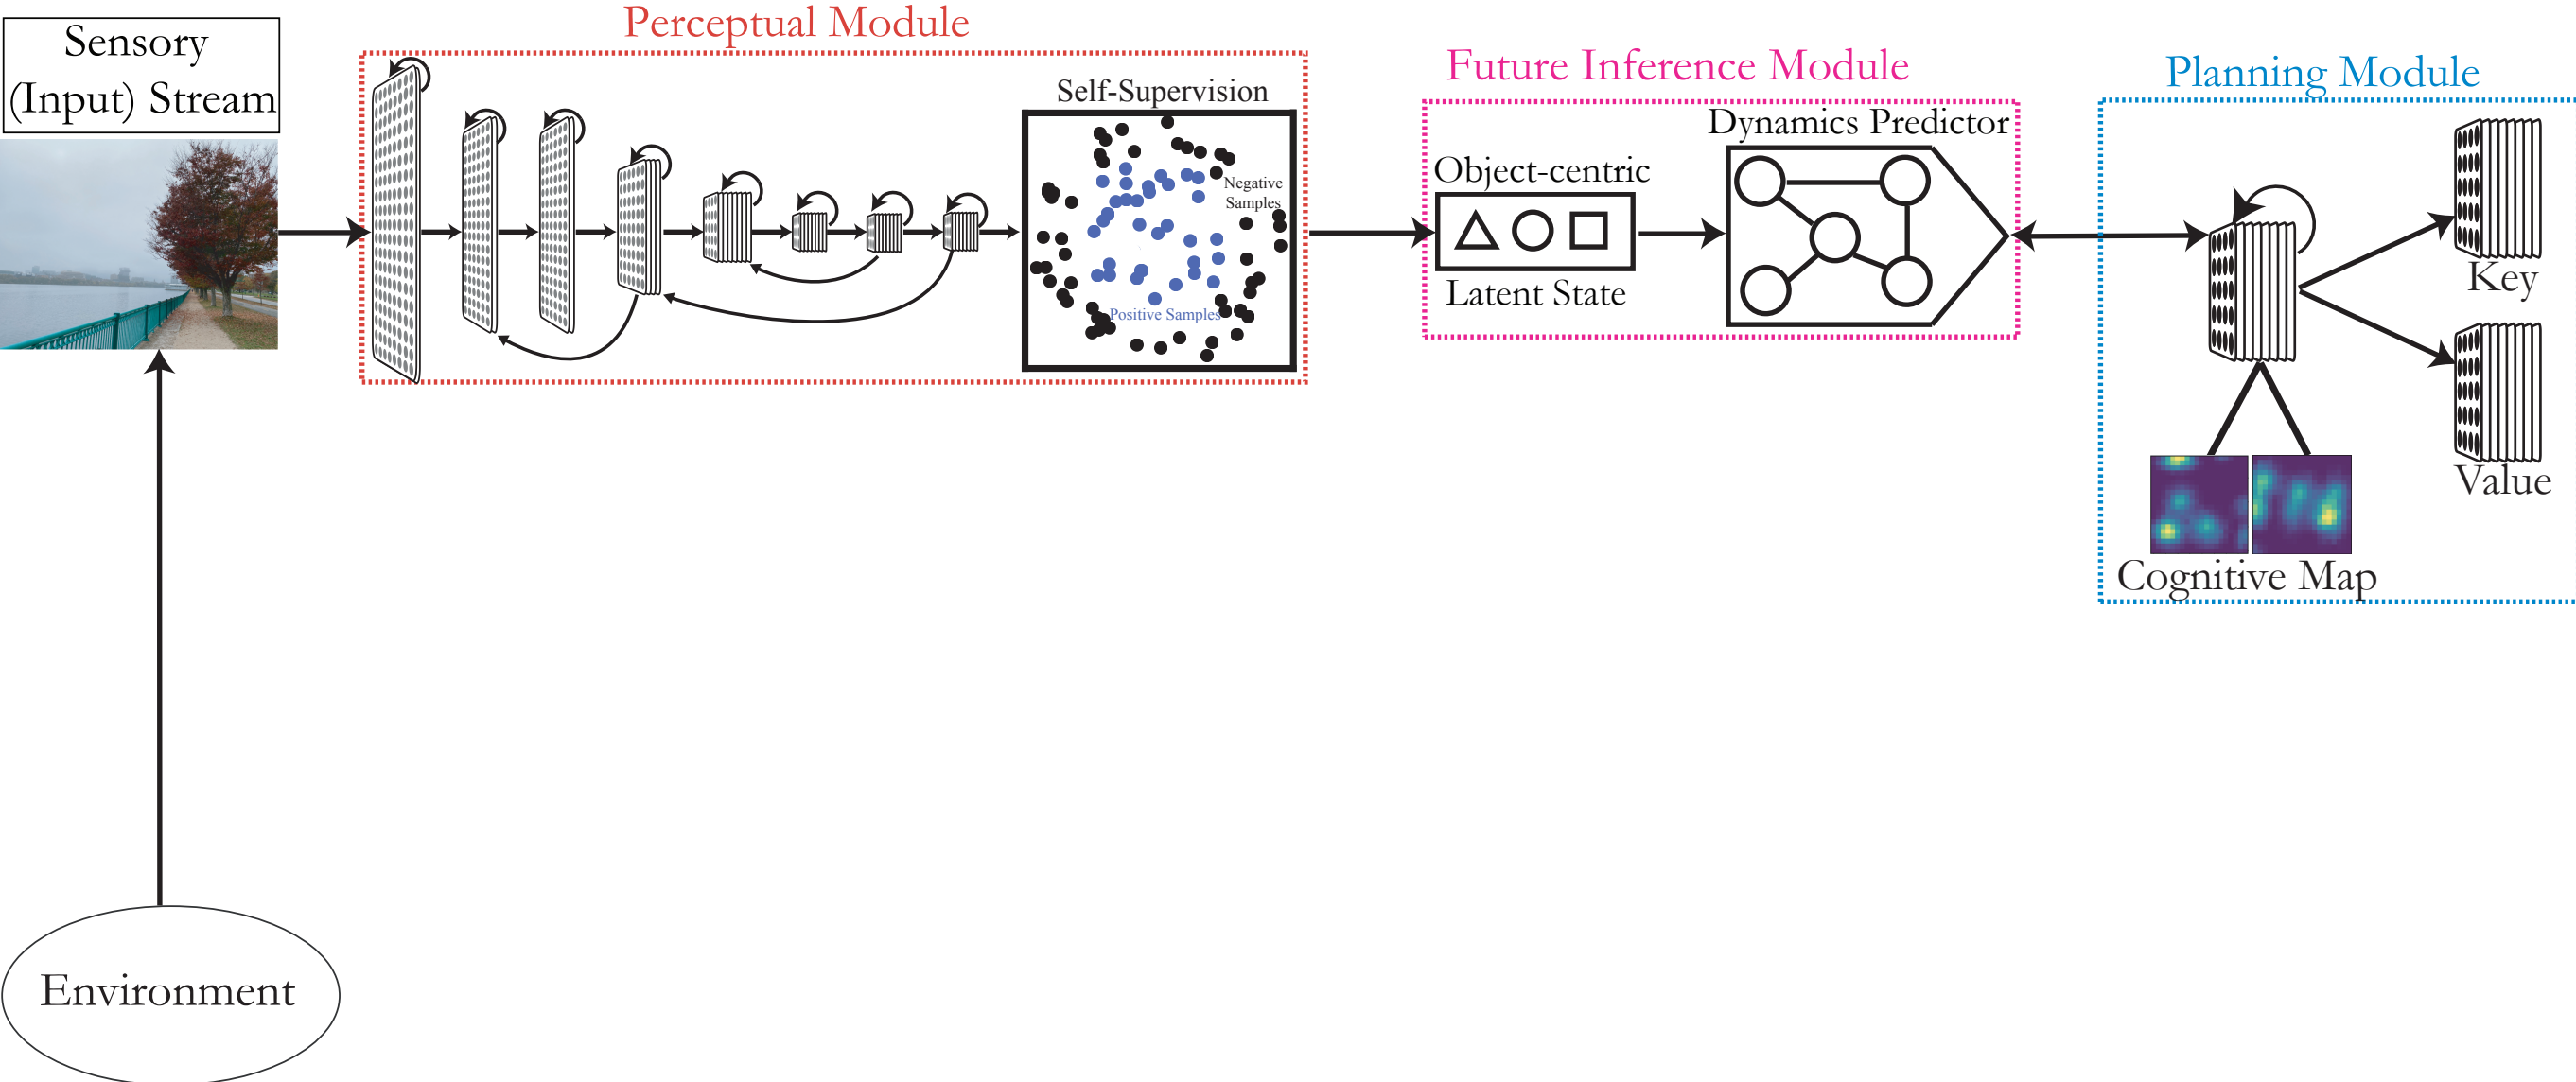 Sensory
(Input) Stream
Perceptual Module
Self-Supervision
Negative
Samples
Positive Samples
Future Inference Module
Dynamics Predictor
Object-centric
Latent State
Planning Module
Key
Value
Cognitive Map
Environment